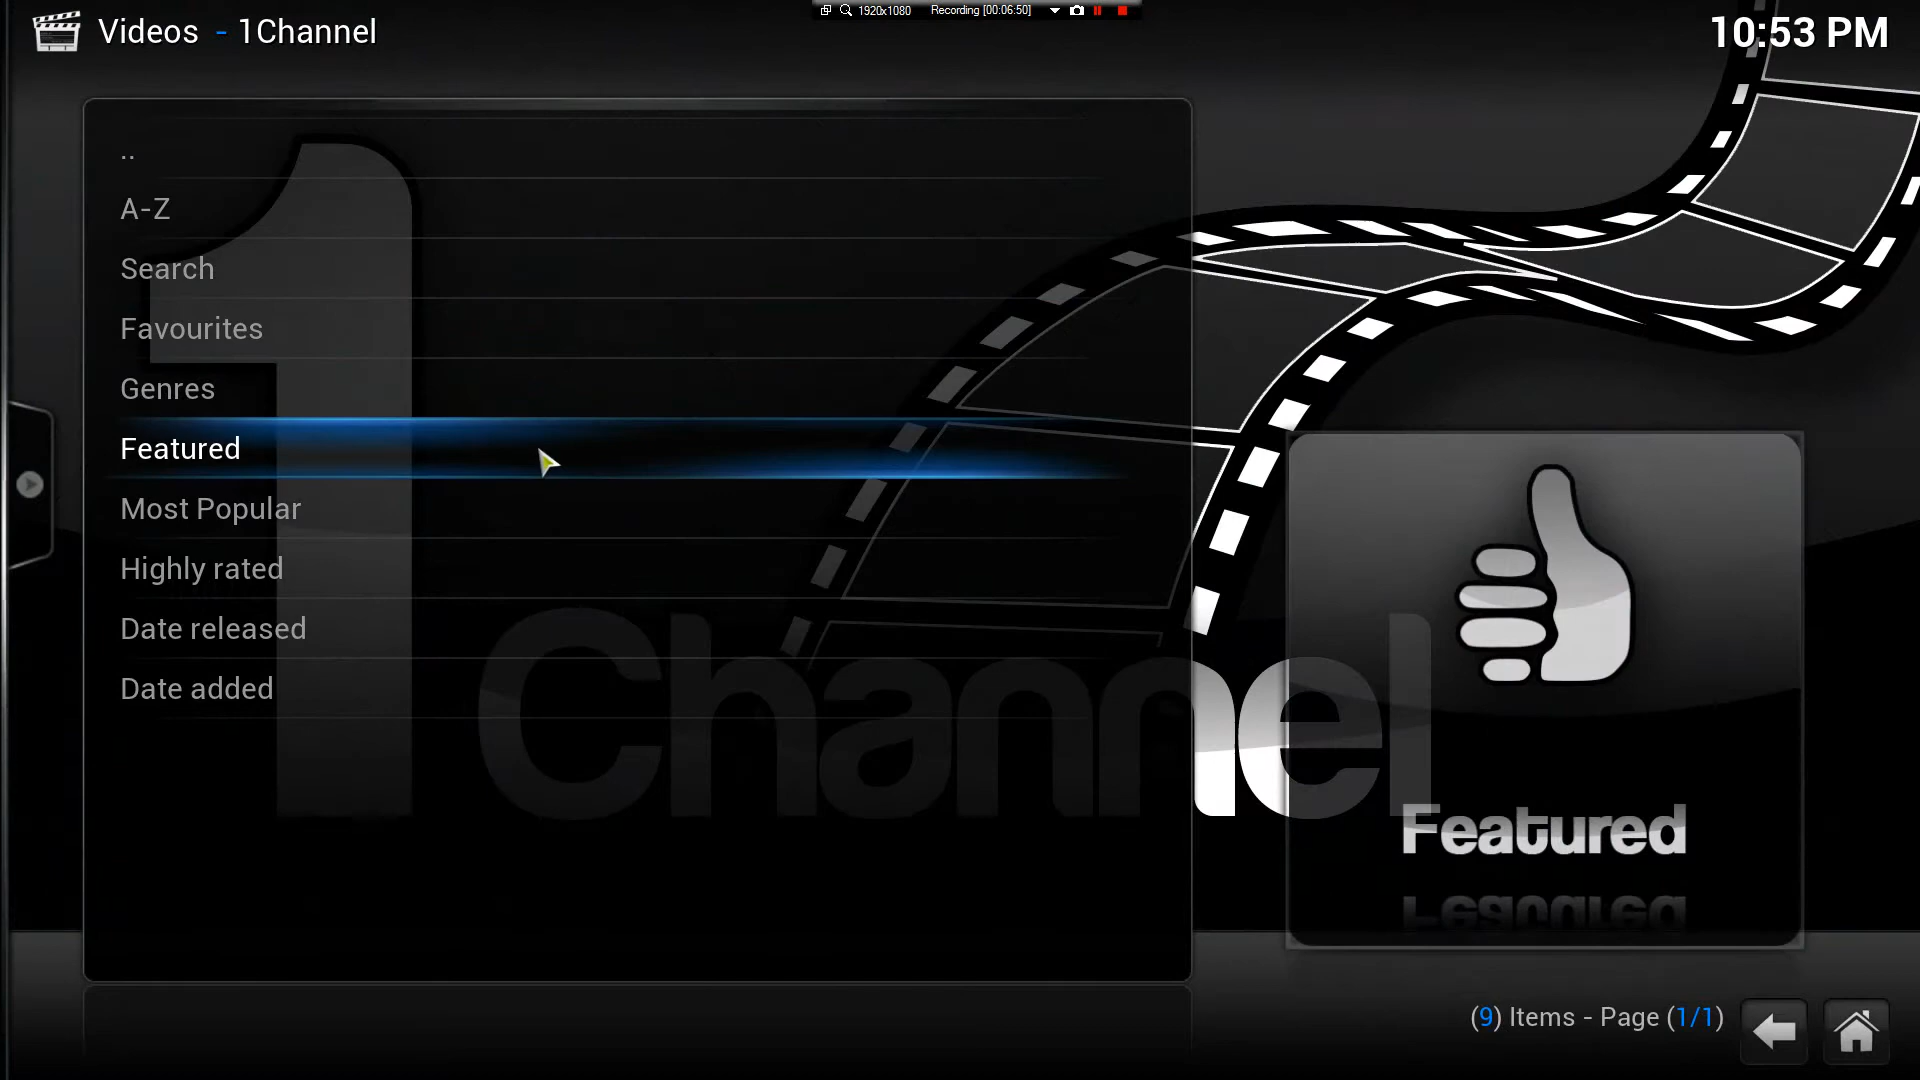 1920x1080 Recording [00:06:50]
Videos - 1Channel
10:53 PM
..
A-Z
Search
Favourites
Genres
Featured
Most Popular
Highly rated
Date released
Date added
1Channel
Featured
(9) Items - Page (1/1)